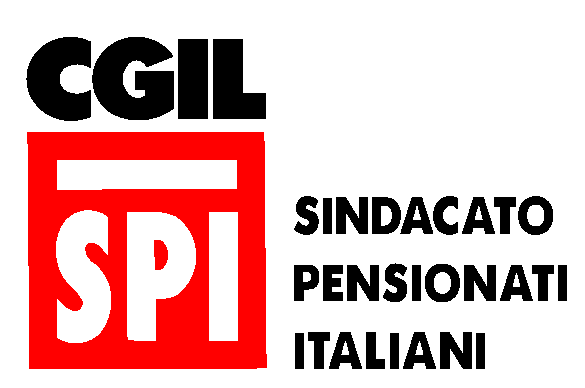 CGIL
SPI
SINDACATO
PENSIONATI
ITALIANI